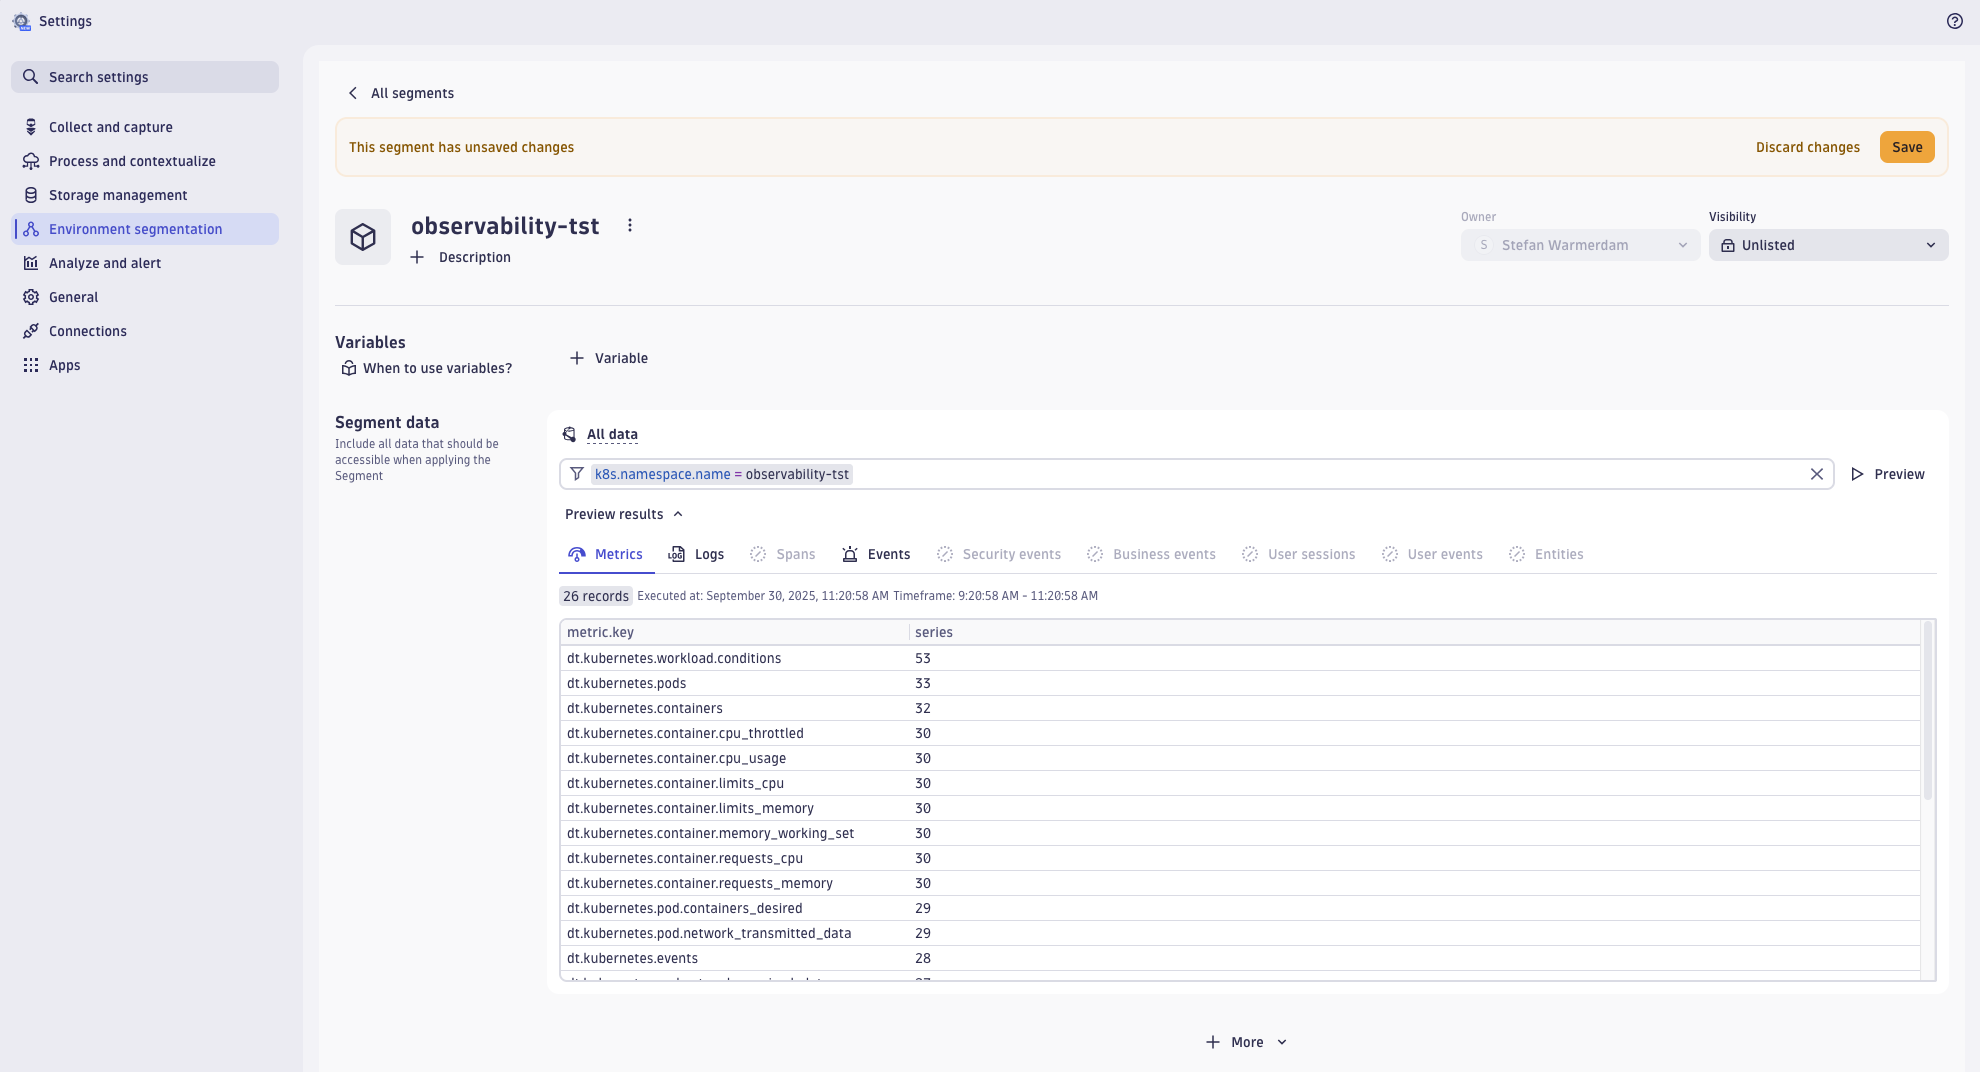 Settings
Search settings
Collect and capture
Process and contextualize
Storage management
Environment segmentation
Analyze and alert
General
Connections
Apps
All segments
This segment has unsaved changes
Discard changes
Save
observability-tst
Description
Owner
S Stefan Warmerdam
Visibility
Unlisted
Variables
When to use variables?
Variable
Segment data
Include all data that should be
accessible when applying the
Segment
All data
k8s.namespace.name = observability-tst
Preview
Preview results
Metrics
Logs
Spans
Events
Security events
Business events
User sessions
User events
Entities
26 records Executed at: September 30, 2025, 11:20:58 AM Timeframe: 9:20:58 AM - 11:20:58 AM
metric.key series
dt.kubernetes.workload.conditions 53
dt.kubernetes.pods 33
dt.kubernetes.containers 32
dt.kubernetes.container.cpu_throttled 30
dt.kubernetes.container.cpu_usage 30
dt.kubernetes.container.limits_cpu 30
dt.kubernetes.container.limits_memory 30
dt.kubernetes.container.memory_working_set 30
dt.kubernetes.container.requests_cpu 30
dt.kubernetes.container.requests_memory 30
dt.kubernetes.pod.containers_desired 29
dt.kubernetes.pod.network_transmitted_data 29
dt.kubernetes.events 28
More